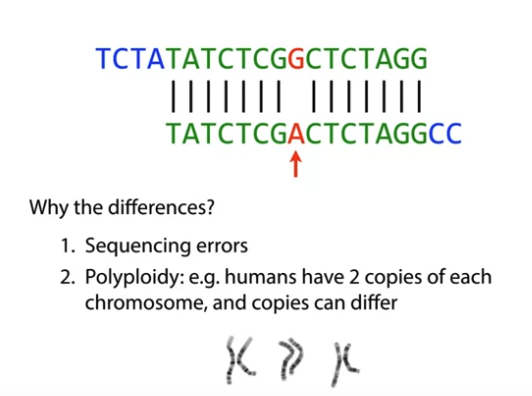 TCTATATCTCGGCTCTAGG
TATCTCGACTCTAGGCC
Why the differences?
1. Sequencing errors
2. Polyploidy: e.g. humans have 2 copies of each
chromosome, and copies can differ